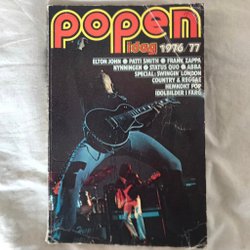 popen
idag 1976/77
ELTON JOHN • PATTI SMITH • FRANK ZAPPA
HYNNINGEN • STATUS QUO • ABBA
SPECIAL: SWINGIN' LONDON
COUNTRY & REGGAE
HEMKOKT POP
IDOLBILDER I FÄRG